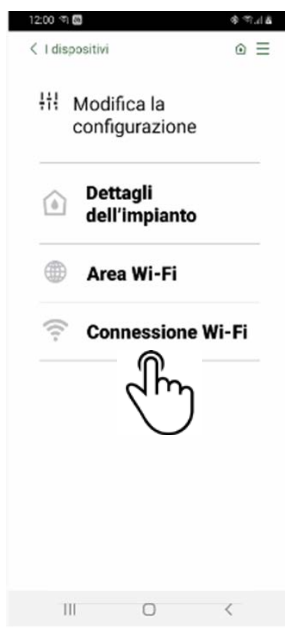 12:00
I dispositivi
Modifica la
configurazione
Dettagli
dell'impianto
Area Wi-Fi
Connessione Wi-Fi